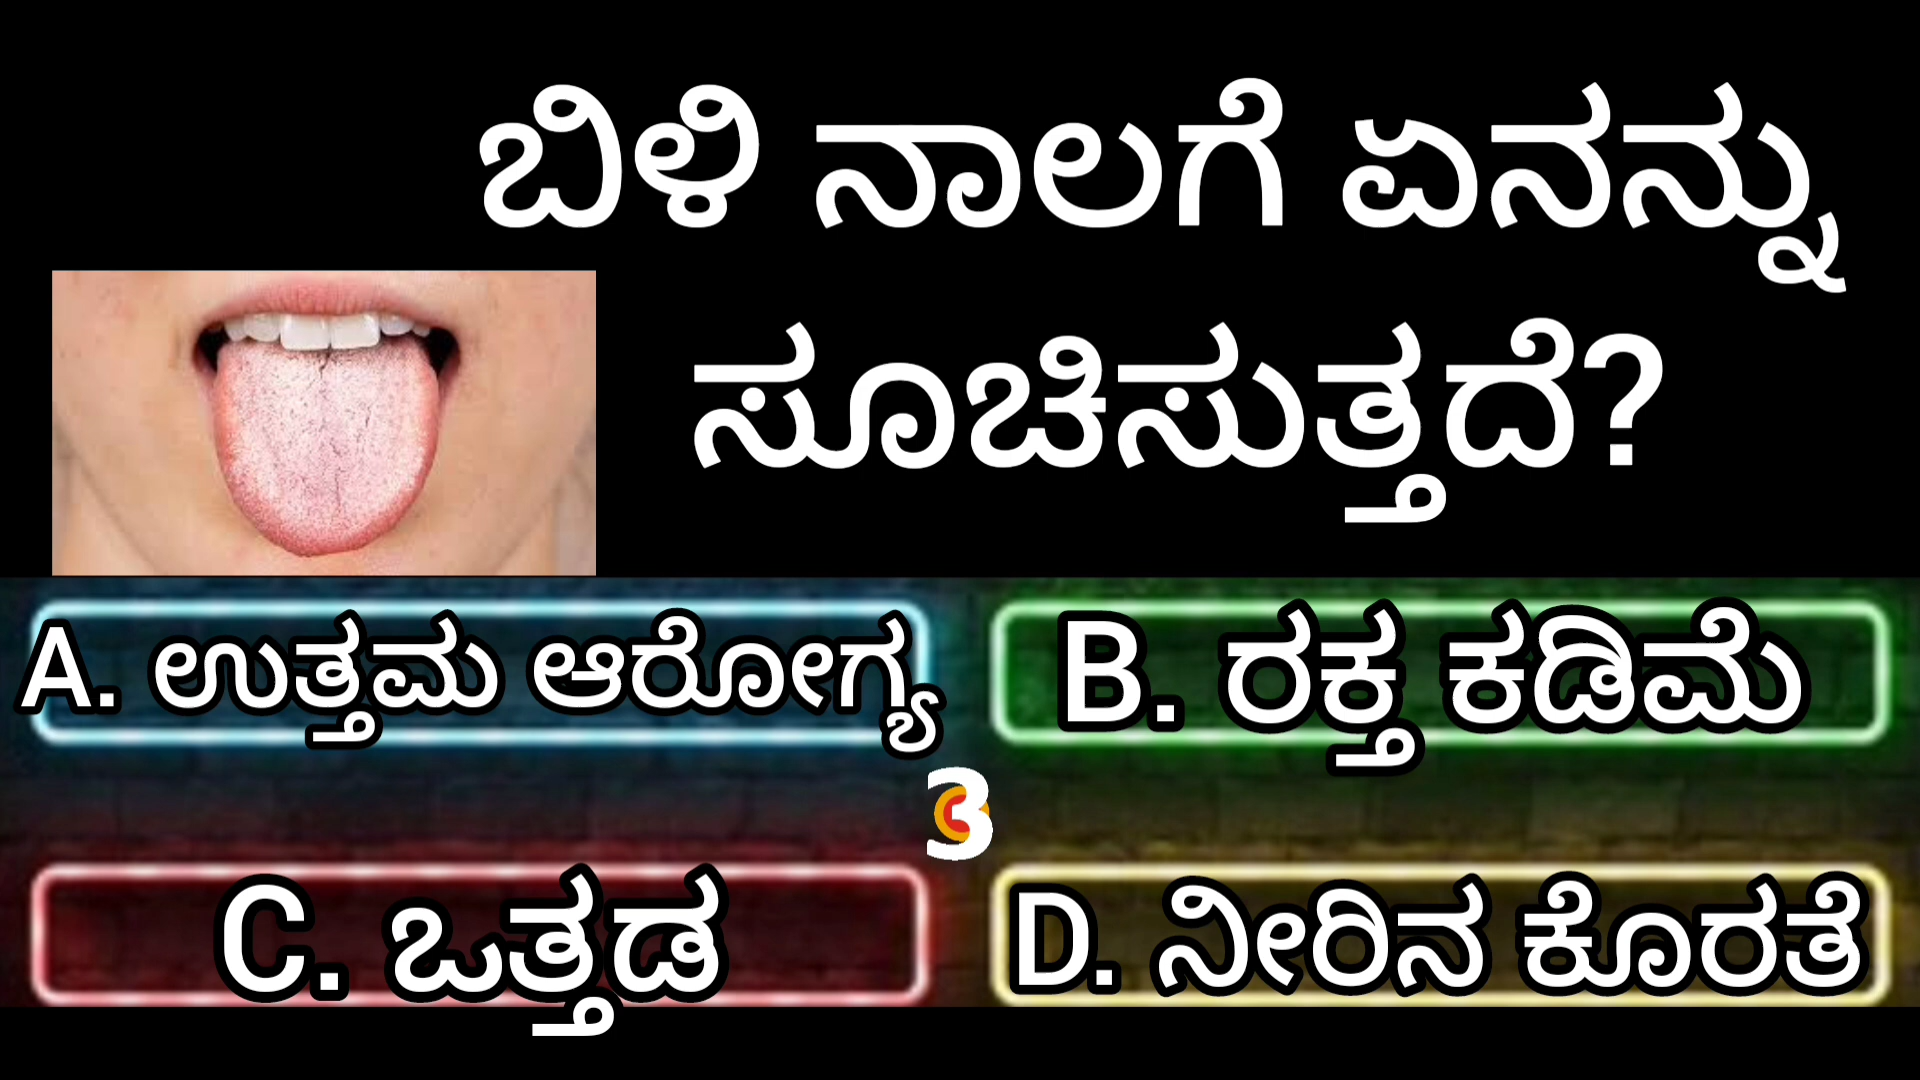 ಬಿಳಿ ನಾಲಗೆ ಏನನ್ನು
ಸೂಚಿಸುತ್ತದೆ?
A. ಉತ್ತಮ ಆರೋಗ್ಯ
B. ರಕ್ತ ಕಡಿಮೆ
3
C. ಒತ್ತಡ
D. ನೀರಿನ ಕೊರತೆ